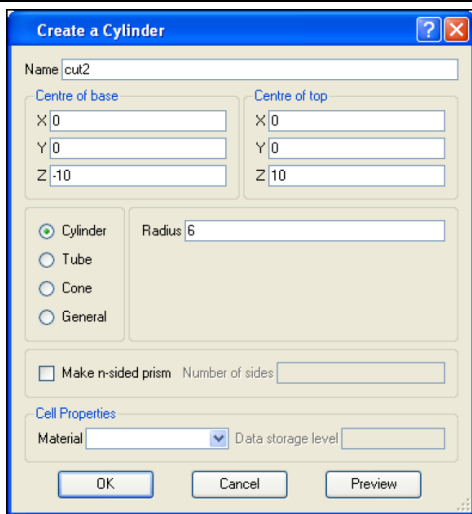 Create a Cylinder
Name cut2
Centre of base
X 0
Y 0
Z -10
Centre of top
X 0
Y 0
Z 10
Cylinder
Tube
Cone
General
Radius 6
Make n-sided prism Number of sides
Cell Properties
Material Data storage level
OK Cancel Preview